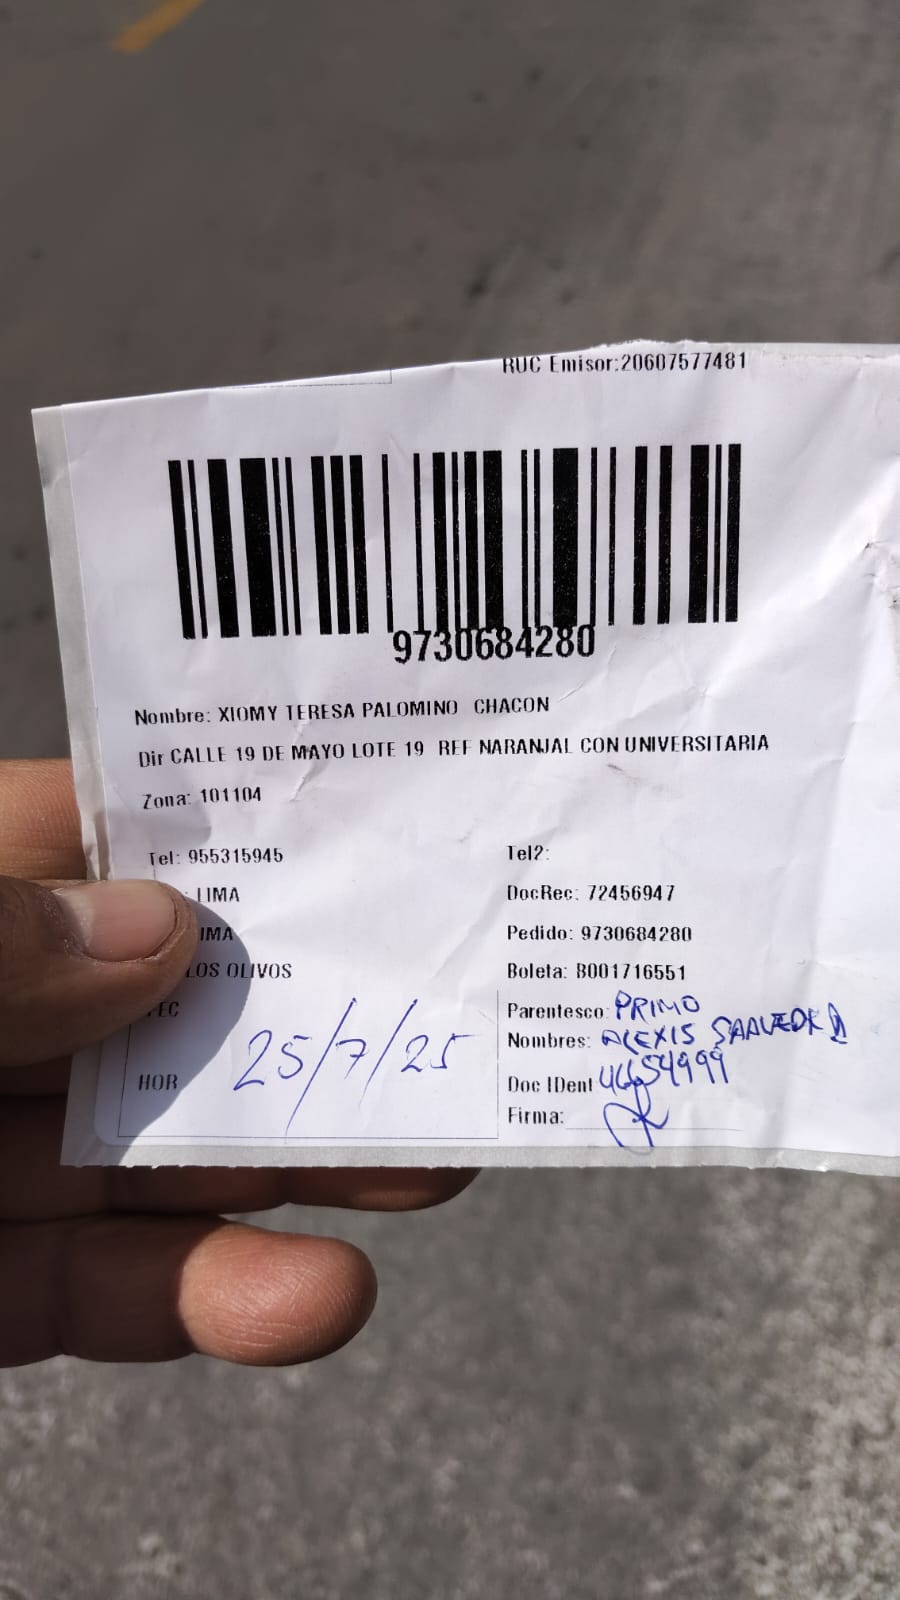 RUC Emisor:20607577481
9730684280
Nombre: XIOMY TERESA PALOMINO CHACON
Dir CALLE 19 DE MAYO LOTE 19 REF NARANJAL CON UNIVERSITARIA
Zona: 101104
Tel: 955315945 Tel2:
: LIMA DocRec: 72456947
IMA Pedido: 9730684280
LOS OLIVOS Boleta: B001716551
FEC Parentesco: PRIMO
25/7/25 Nombres: ALEXIS SAAVEDRA
HOR Doc IDent
Firma: